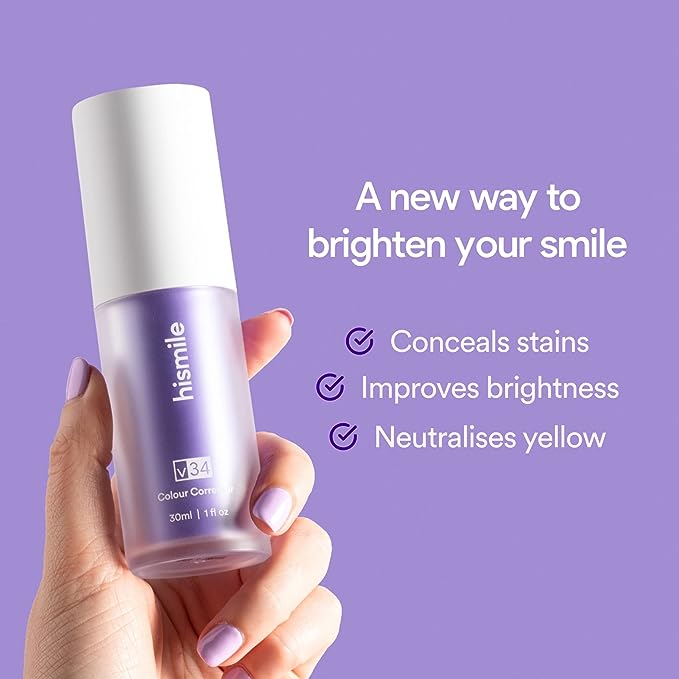 A new way to
brighten your smile
Conceals stains
Improves brightness
Neutralises yellow
hismile
v34
Colour Corrector
30ml | 1 fl oz